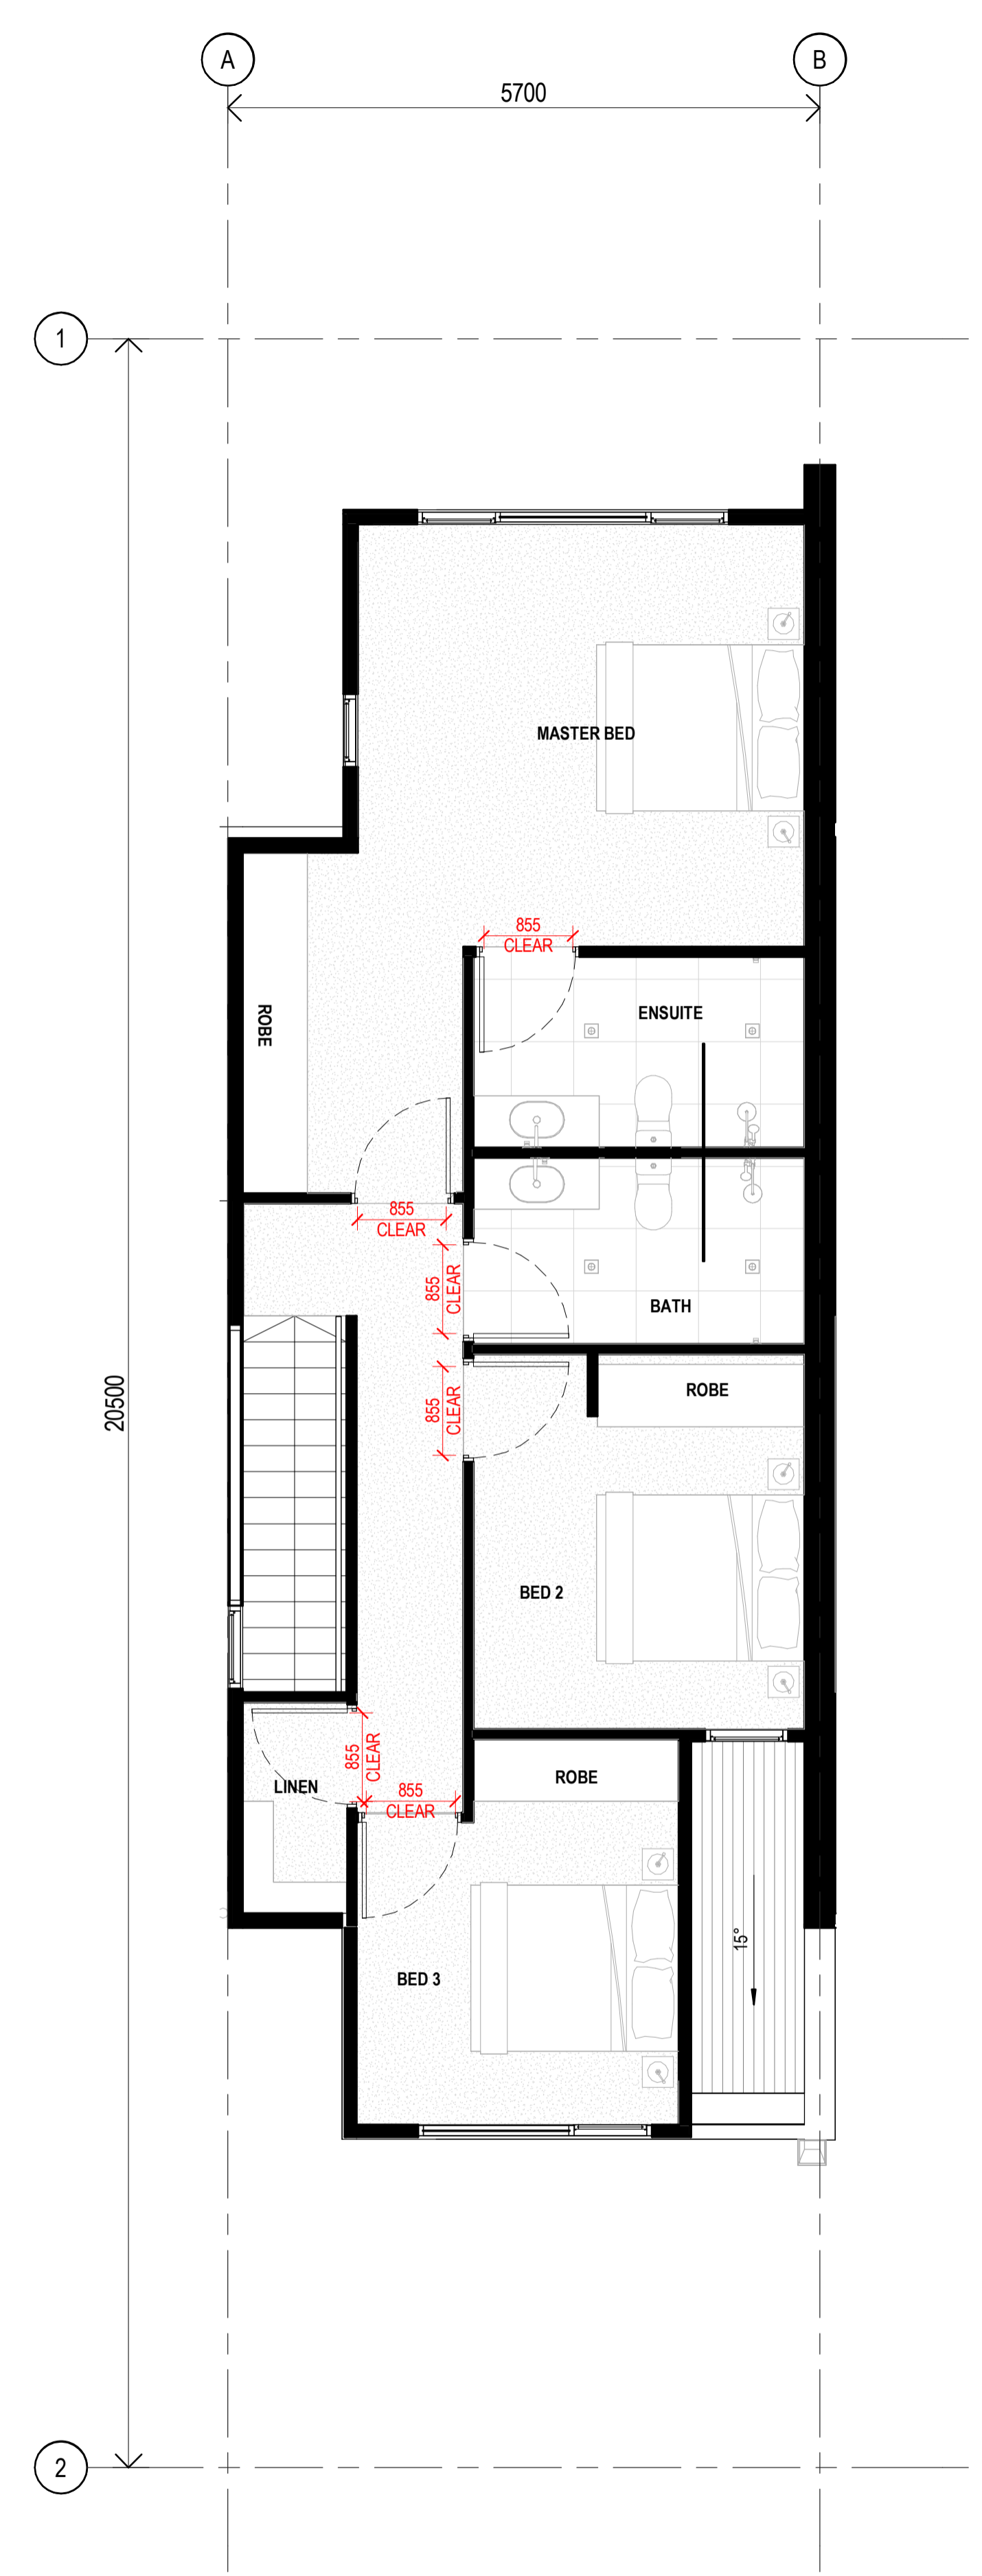 A
B
5700
1
MASTER BED
855
CLEAR
ENSUITE
ROBE
855
CLEAR
855
CLEAR
BATH
855
CLEAR
ROBE
20500
BED 2
855
CLEAR
LINEN
ROBE
855
CLEAR
15°
BED 3
2